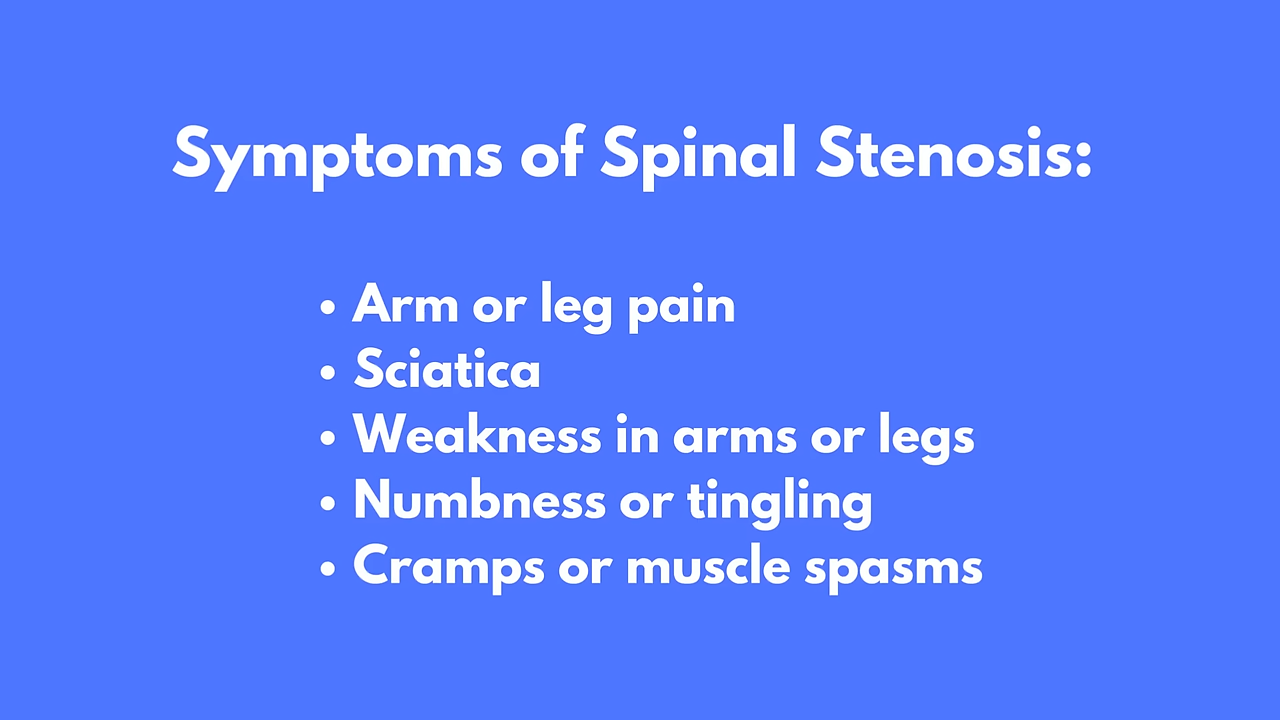 Symptoms of Spinal Stenosis:
• Arm or leg pain
• Sciatica
• Weakness in arms or legs
• Numbness or tingling
• Cramps or muscle spasms